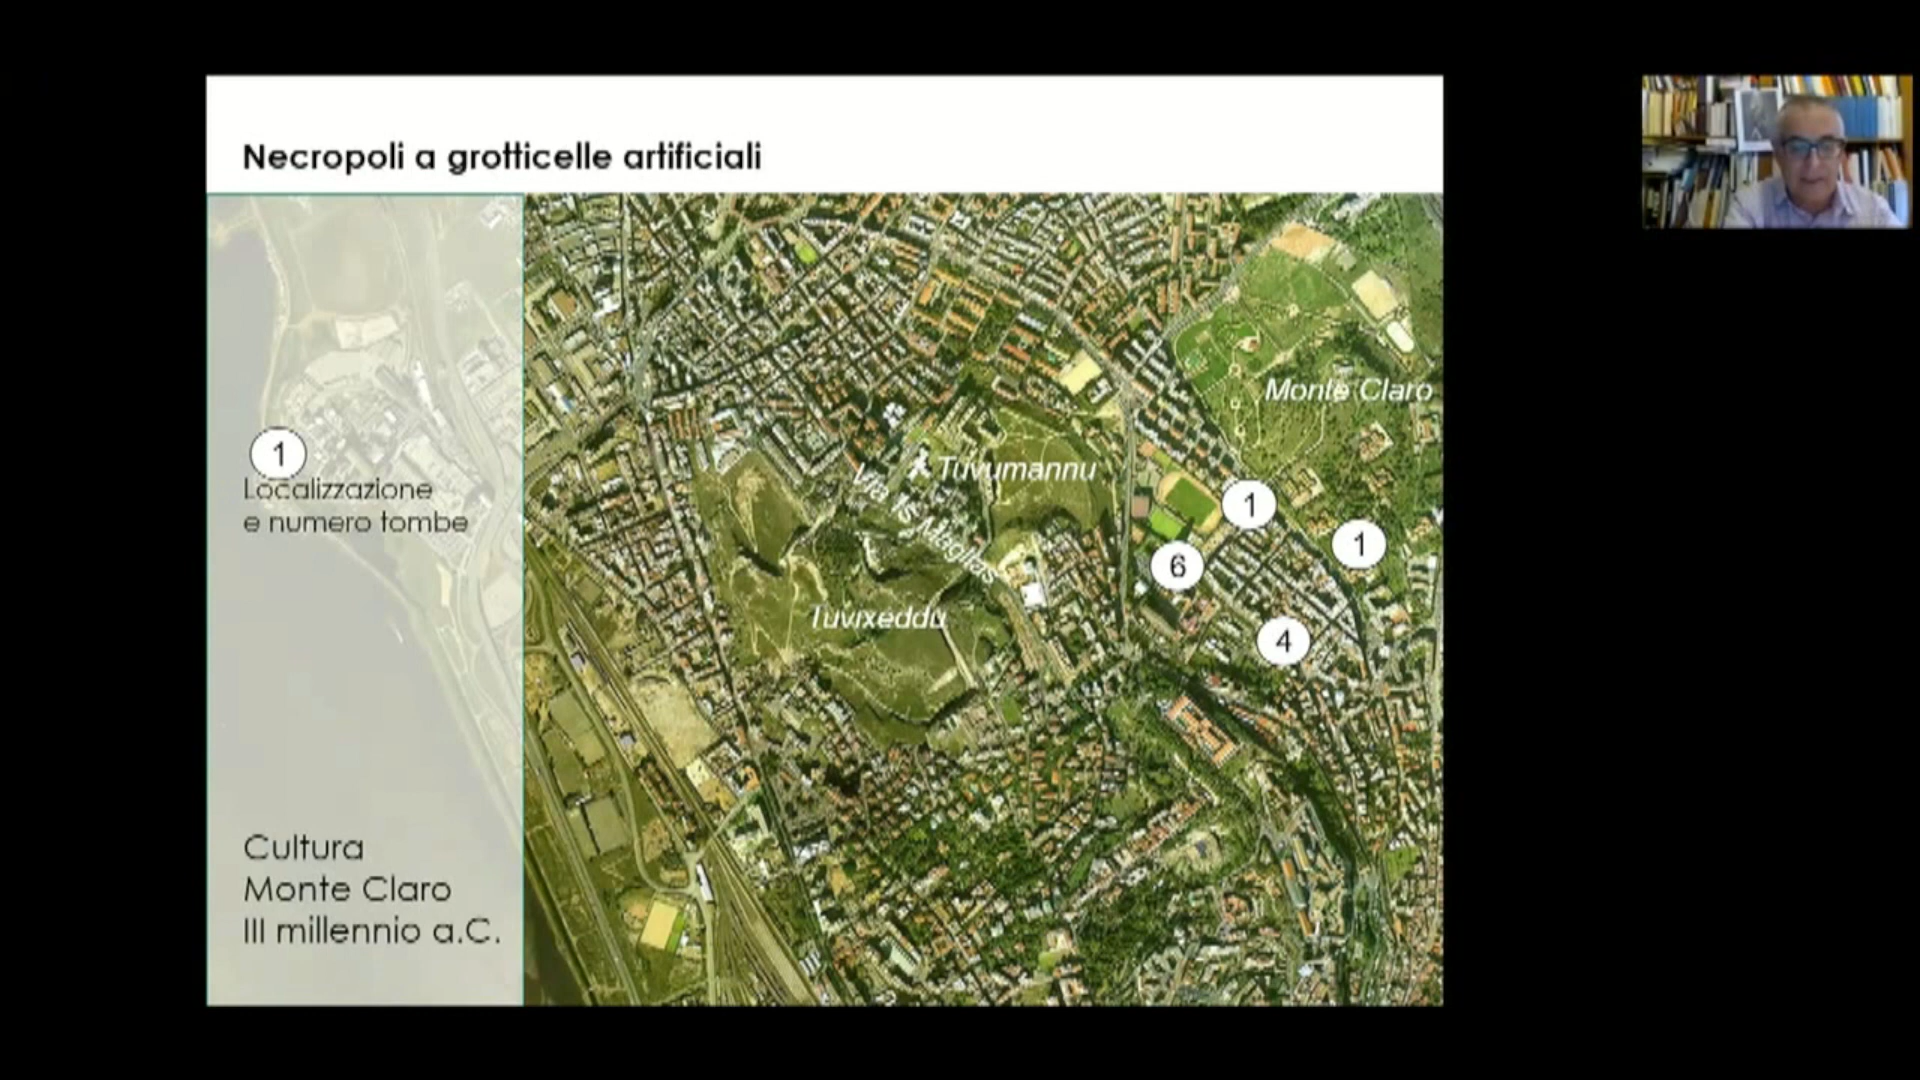 Necropoli a grotticelle artificiali
Monte Claro
Tuvumannu
Via Is Maglias
Tuvixeddu
1
1
6
4
1
Localizzazione
e numero tombe
Cultura
Monte Claro
III millennio a.C.